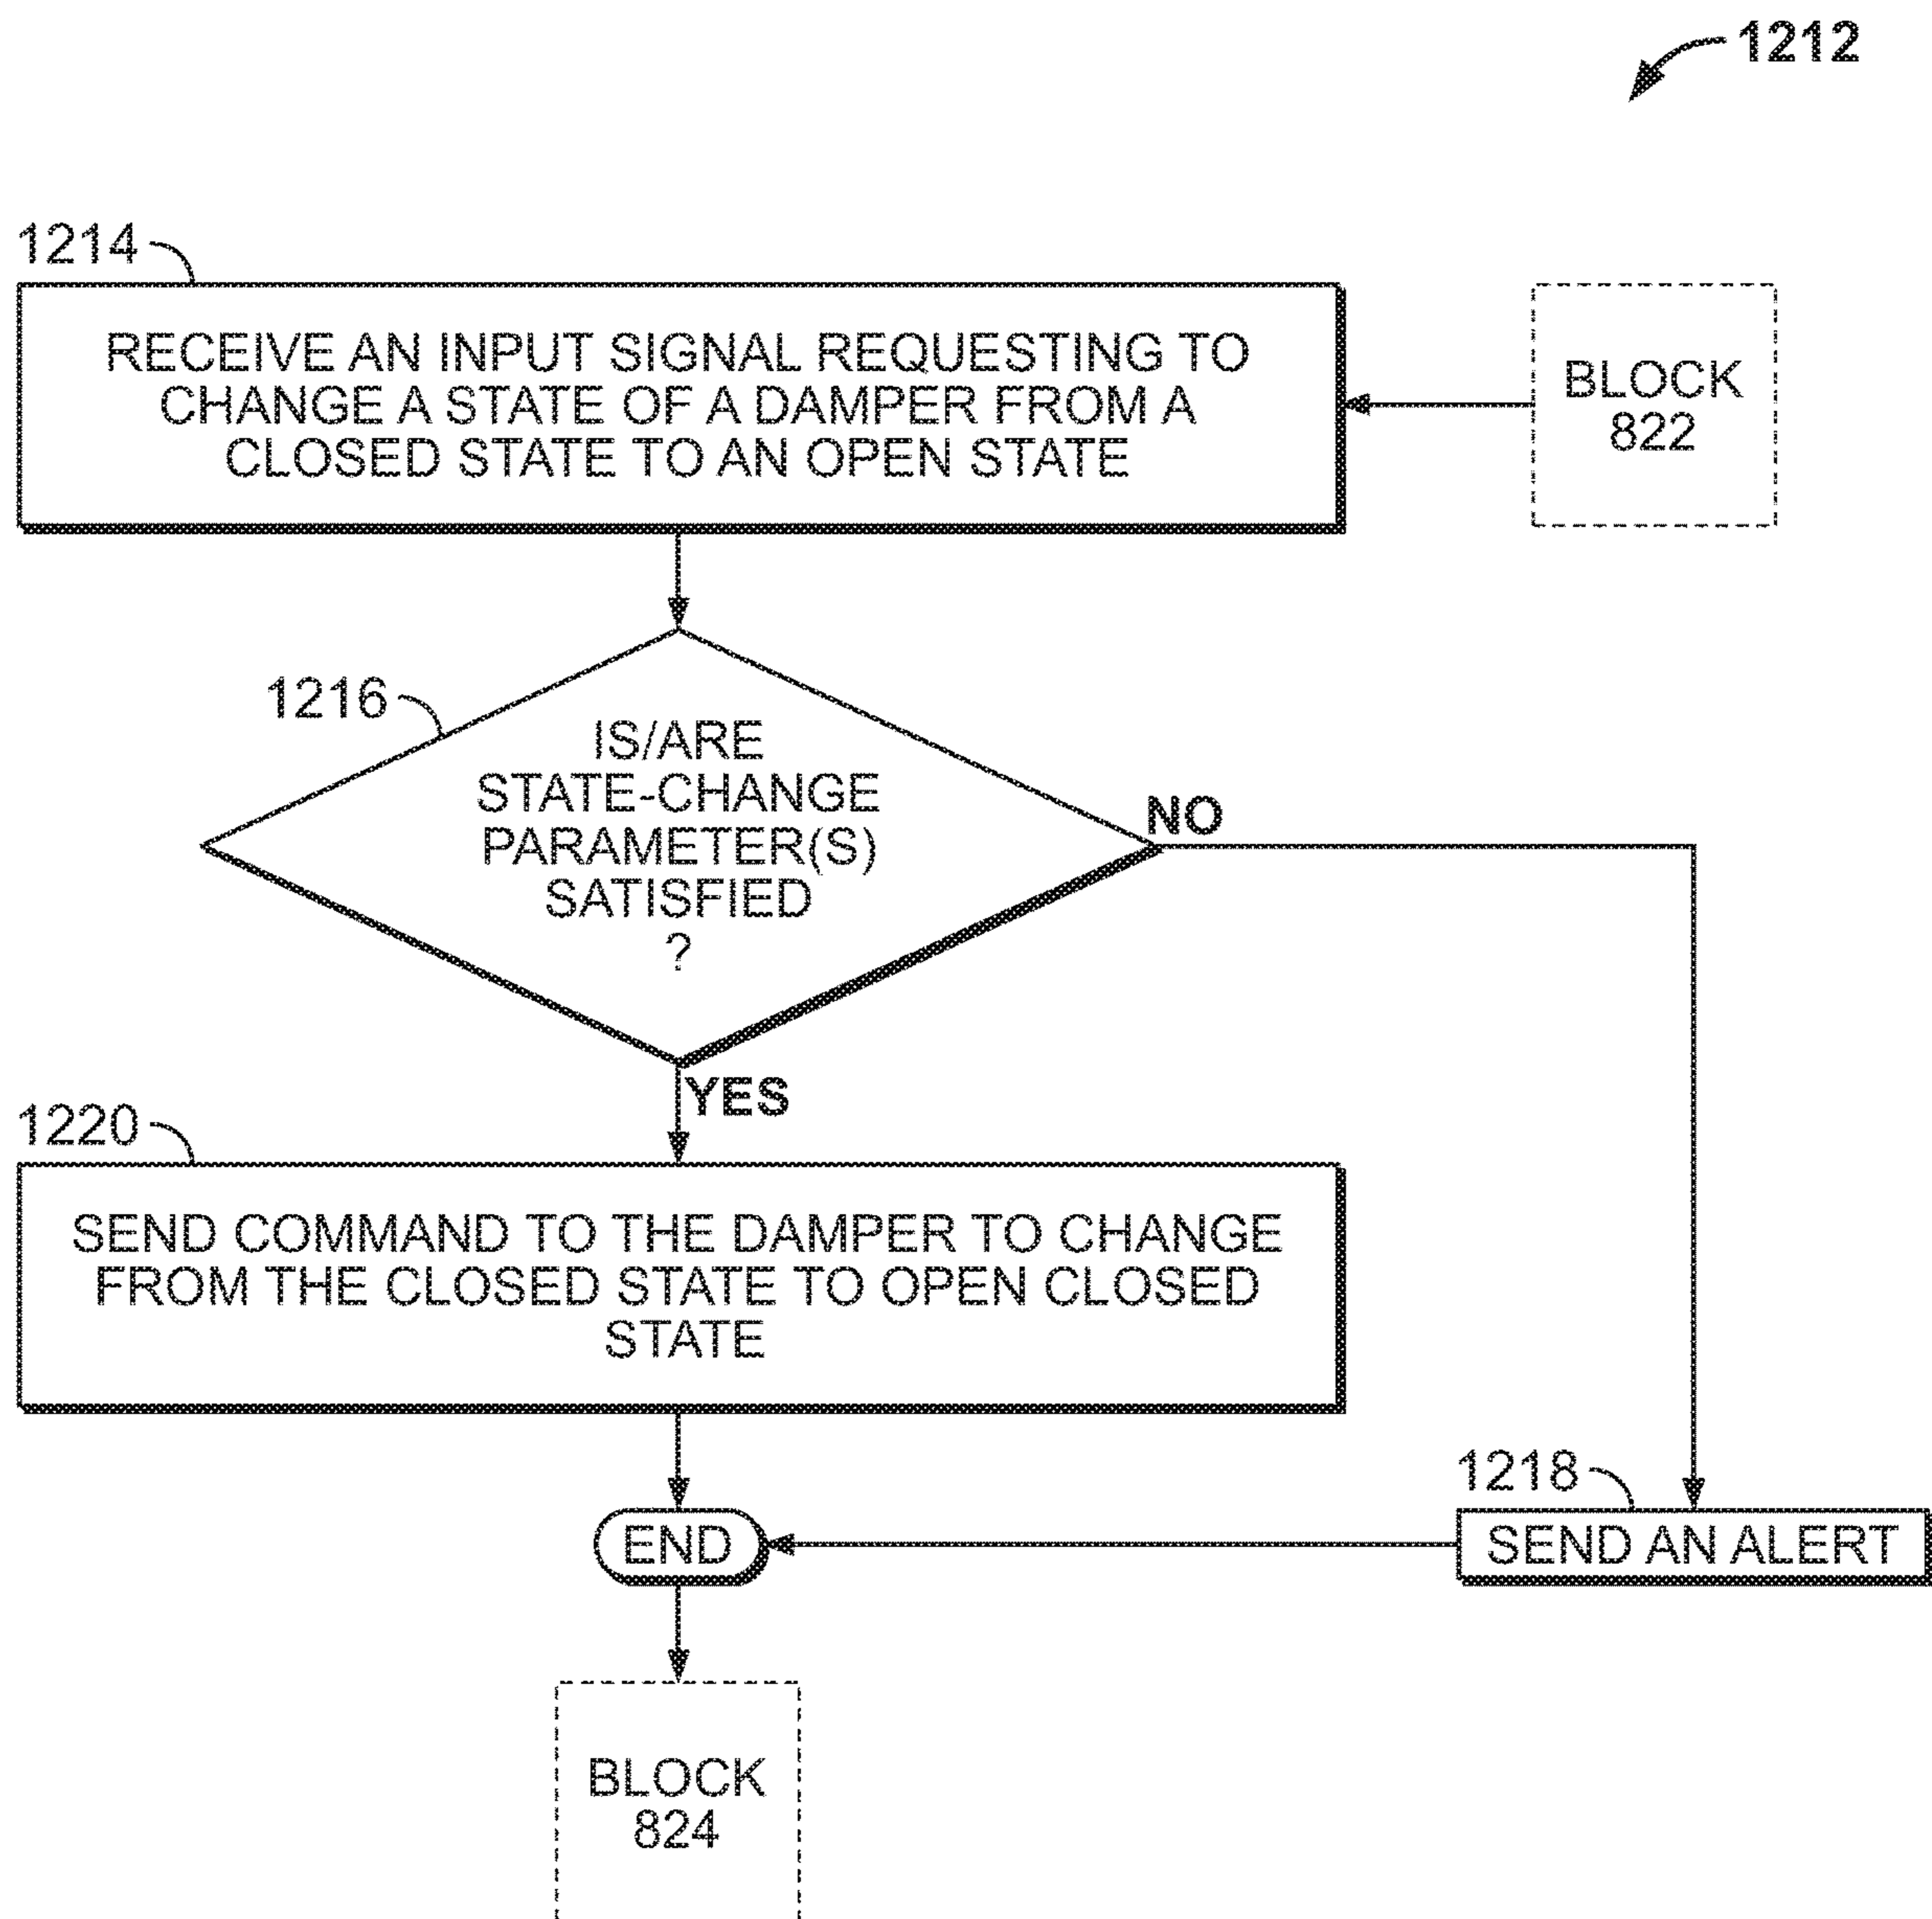 1212
1214
RECEIVE AN INPUT SIGNAL REQUESTING TO
CHANGE A STATE OF A DAMPER FROM A
CLOSED STATE TO AN OPEN STATE
BLOCK
822
1216
IS/ARE
STATE-CHANGE
PARAMETER(S)
SATISFIED
?
NO
YES
1220
SEND COMMAND TO THE DAMPER TO CHANGE
FROM THE CLOSED STATE TO OPEN CLOSED
STATE
1218
SEND AN ALERT
END
BLOCK
824